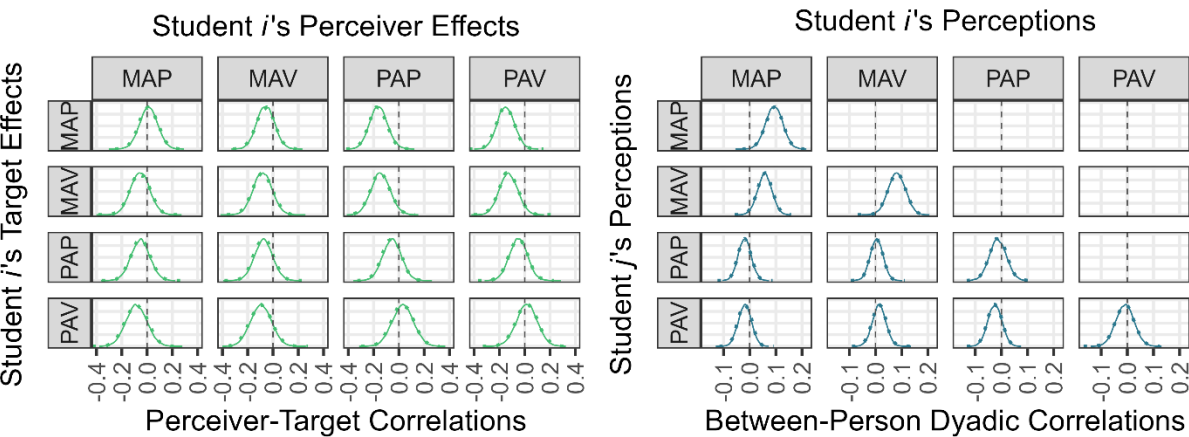 Student i's Perceiver Effects
MAP MAV PAP PAV
Student i's Target Effects
MAP
MAV
PAP
PAV
-0.4 -0.2 0.0 0.2 0.4 -0.4 -0.2 0.0 0.2 0.4 -0.4 -0.2 0.0 0.2 0.4 -0.4 -0.2 0.0 0.2 0.4
Perceiver-Target Correlations
Student i's Perceptions
MAP MAV PAP PAV
Student j's Perceptions
MAP
MAV
PAP
PAV
-0.1 0.0 0.1 0.2 -0.1 0.0 0.1 0.2 -0.1 0.0 0.1 0.2 -0.1 0.0 0.1 0.2
Between-Person Dyadic Correlations